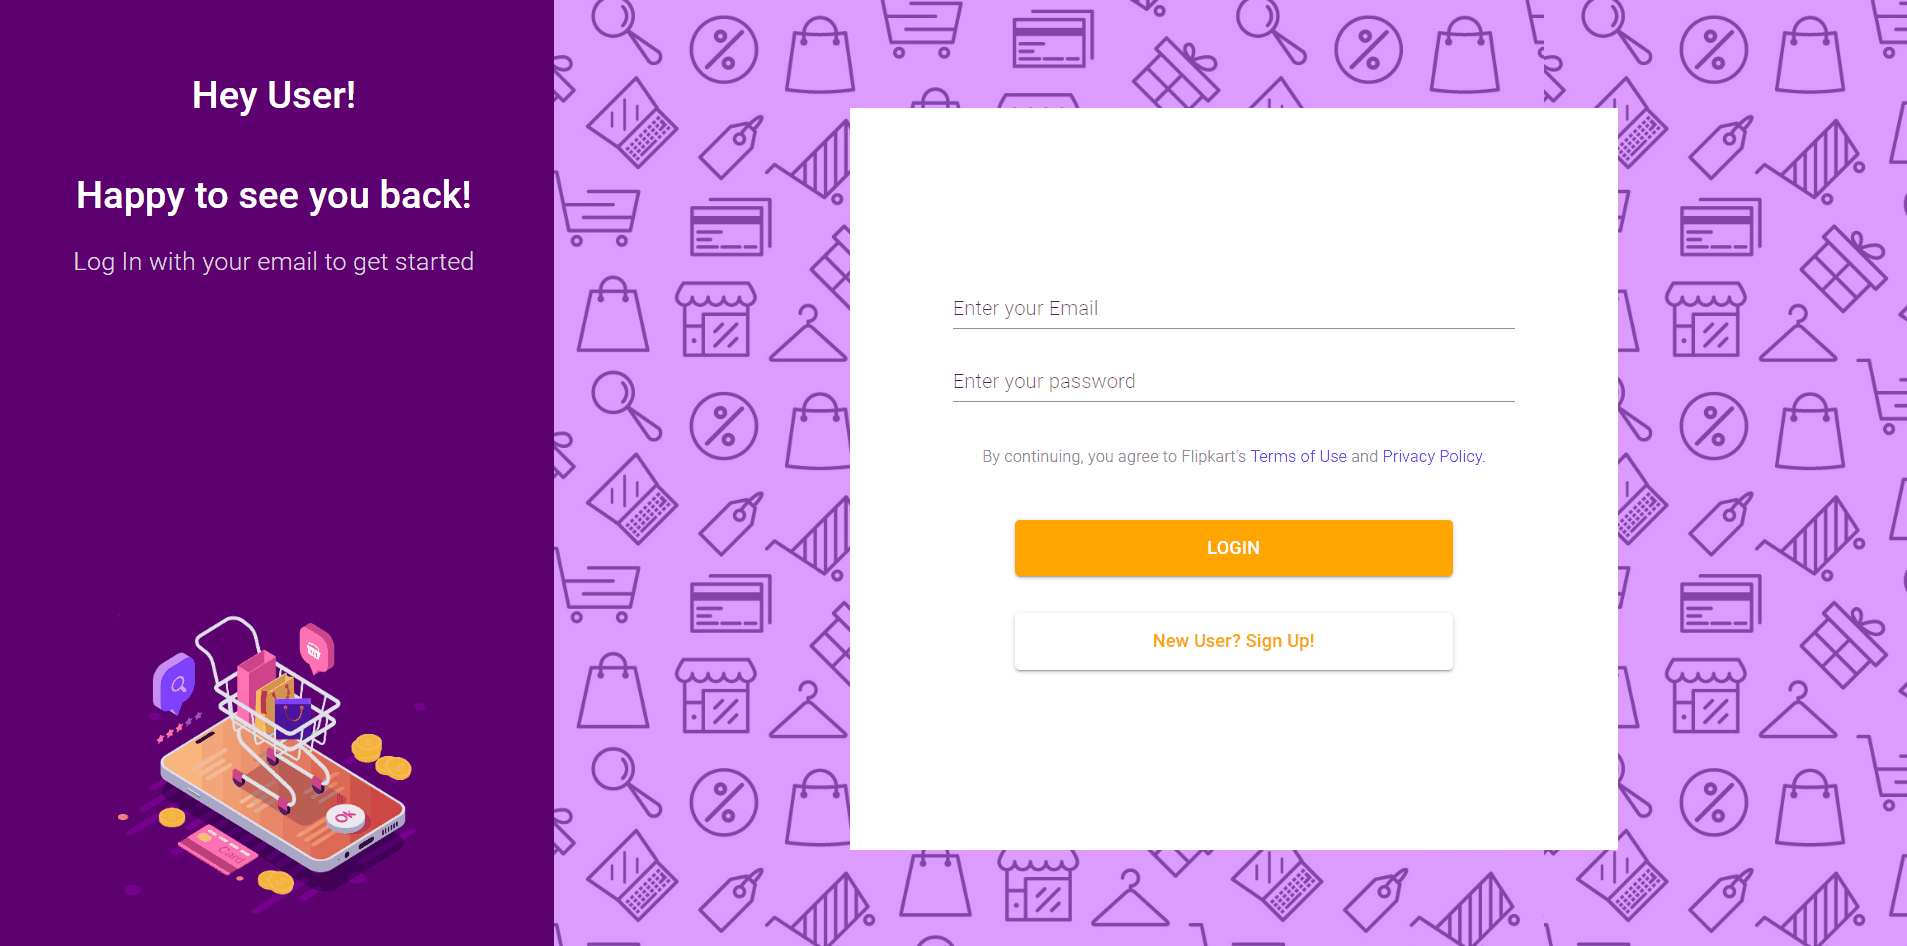 Hey User!
Happy to see you back!
Log In with your email to get started
Enter your Email
Enter your password
By continuing, you agree to Flipkart's Terms of Use and Privacy Policy.
LOGIN
New User? Sign Up!
OK
Card